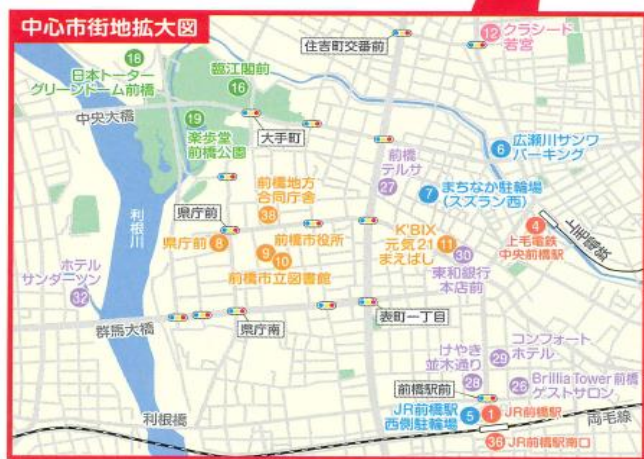 中心市街地拡大図
住吉町交番前
12
クラシード
若宮
18
日本トーター
グリーンドーム前橋
臨江閣前
16
中央大橋
19
楽歩堂
前橋公園
大手町
6
広瀬川サンワ
パーキング
前橋
テルサ
27
7
まちなか駐輪場
(スズラン西)
前橋地方
合同庁舎
38
県庁前
県庁前
8
9
前橋市役所
10
前橋市立図書館
K'BIX
元気21
まえばし
11
30
東和銀行
本店前
4
上毛電鉄
中央前橋駅
上毛電鉄
利根川
ホテル
サンダーソン
32
群馬大橋
県庁南
表町一丁目
けやき
並木通り
28
29
コンフォート
ホテル
前橋駅前
26
Brillia Tower前橋
ゲストサロン
JR前橋駅
西側駐輪場
5
1
JR前橋駅
両毛線
利根橋
36
JR前橋駅南口